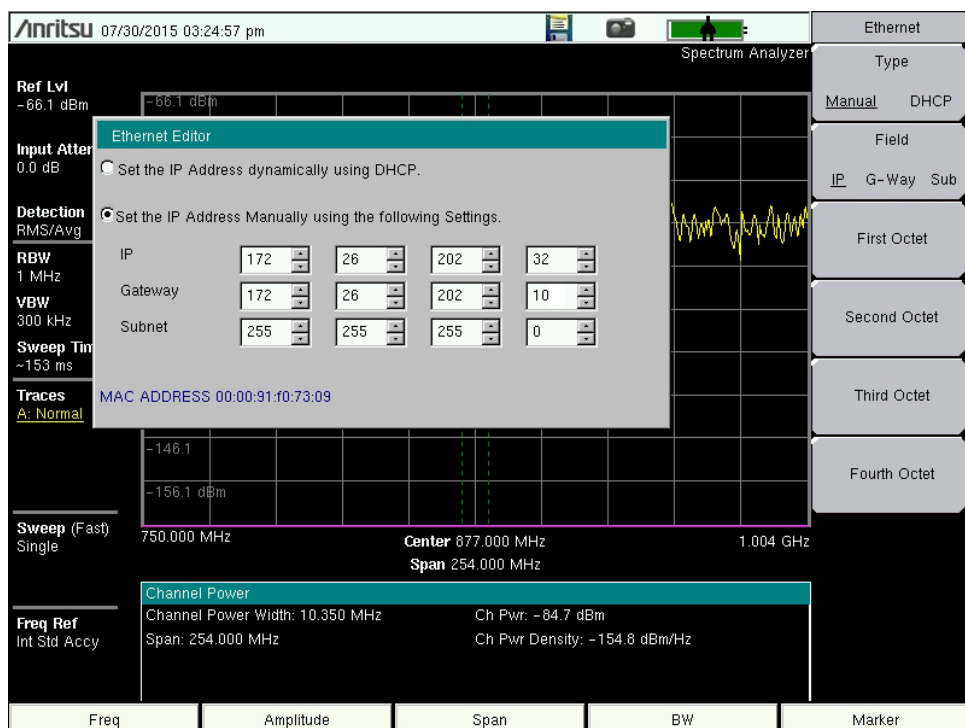 Anritsu 07/30/2015 03:24:57 pm
Spectrum Analyzer
Ref Lvl
-66.1 dBm
-66.1 dBm
Input Atten
0.0 dB
Detection
RMS/Avg
RBW
1 MHz
VBW
300 kHz
Sweep Tim
~153 ms
Traces
A: Normal
Sweep (Fast)
Single
Freq Ref
Int Std Accy
Ethernet Editor
Set the IP Address dynamically using DHCP.
Set the IP Address Manually using the following Settings.
IP 172 26 202 32
Gateway 172 26 202 10
Subnet 255 255 255 0
MAC ADDRESS 00:00:91:f0:73:09
-146.1
-156.1 dBm
750.000 MHz
Center 877.000 MHz
1.004 GHz
Span 254.000 MHz
Channel Power
Channel Power Width: 10.350 MHz
Ch Pwr: -84.7 dBm
Span: 254.000 MHz
Ch Pwr Density: -154.8 dBm/Hz
Ethernet
Type
Manual DHCP
Field
IP G-Way Sub
First Octet
Second Octet
Third Octet
Fourth Octet
Freq
Amplitude
Span
BW
Marker